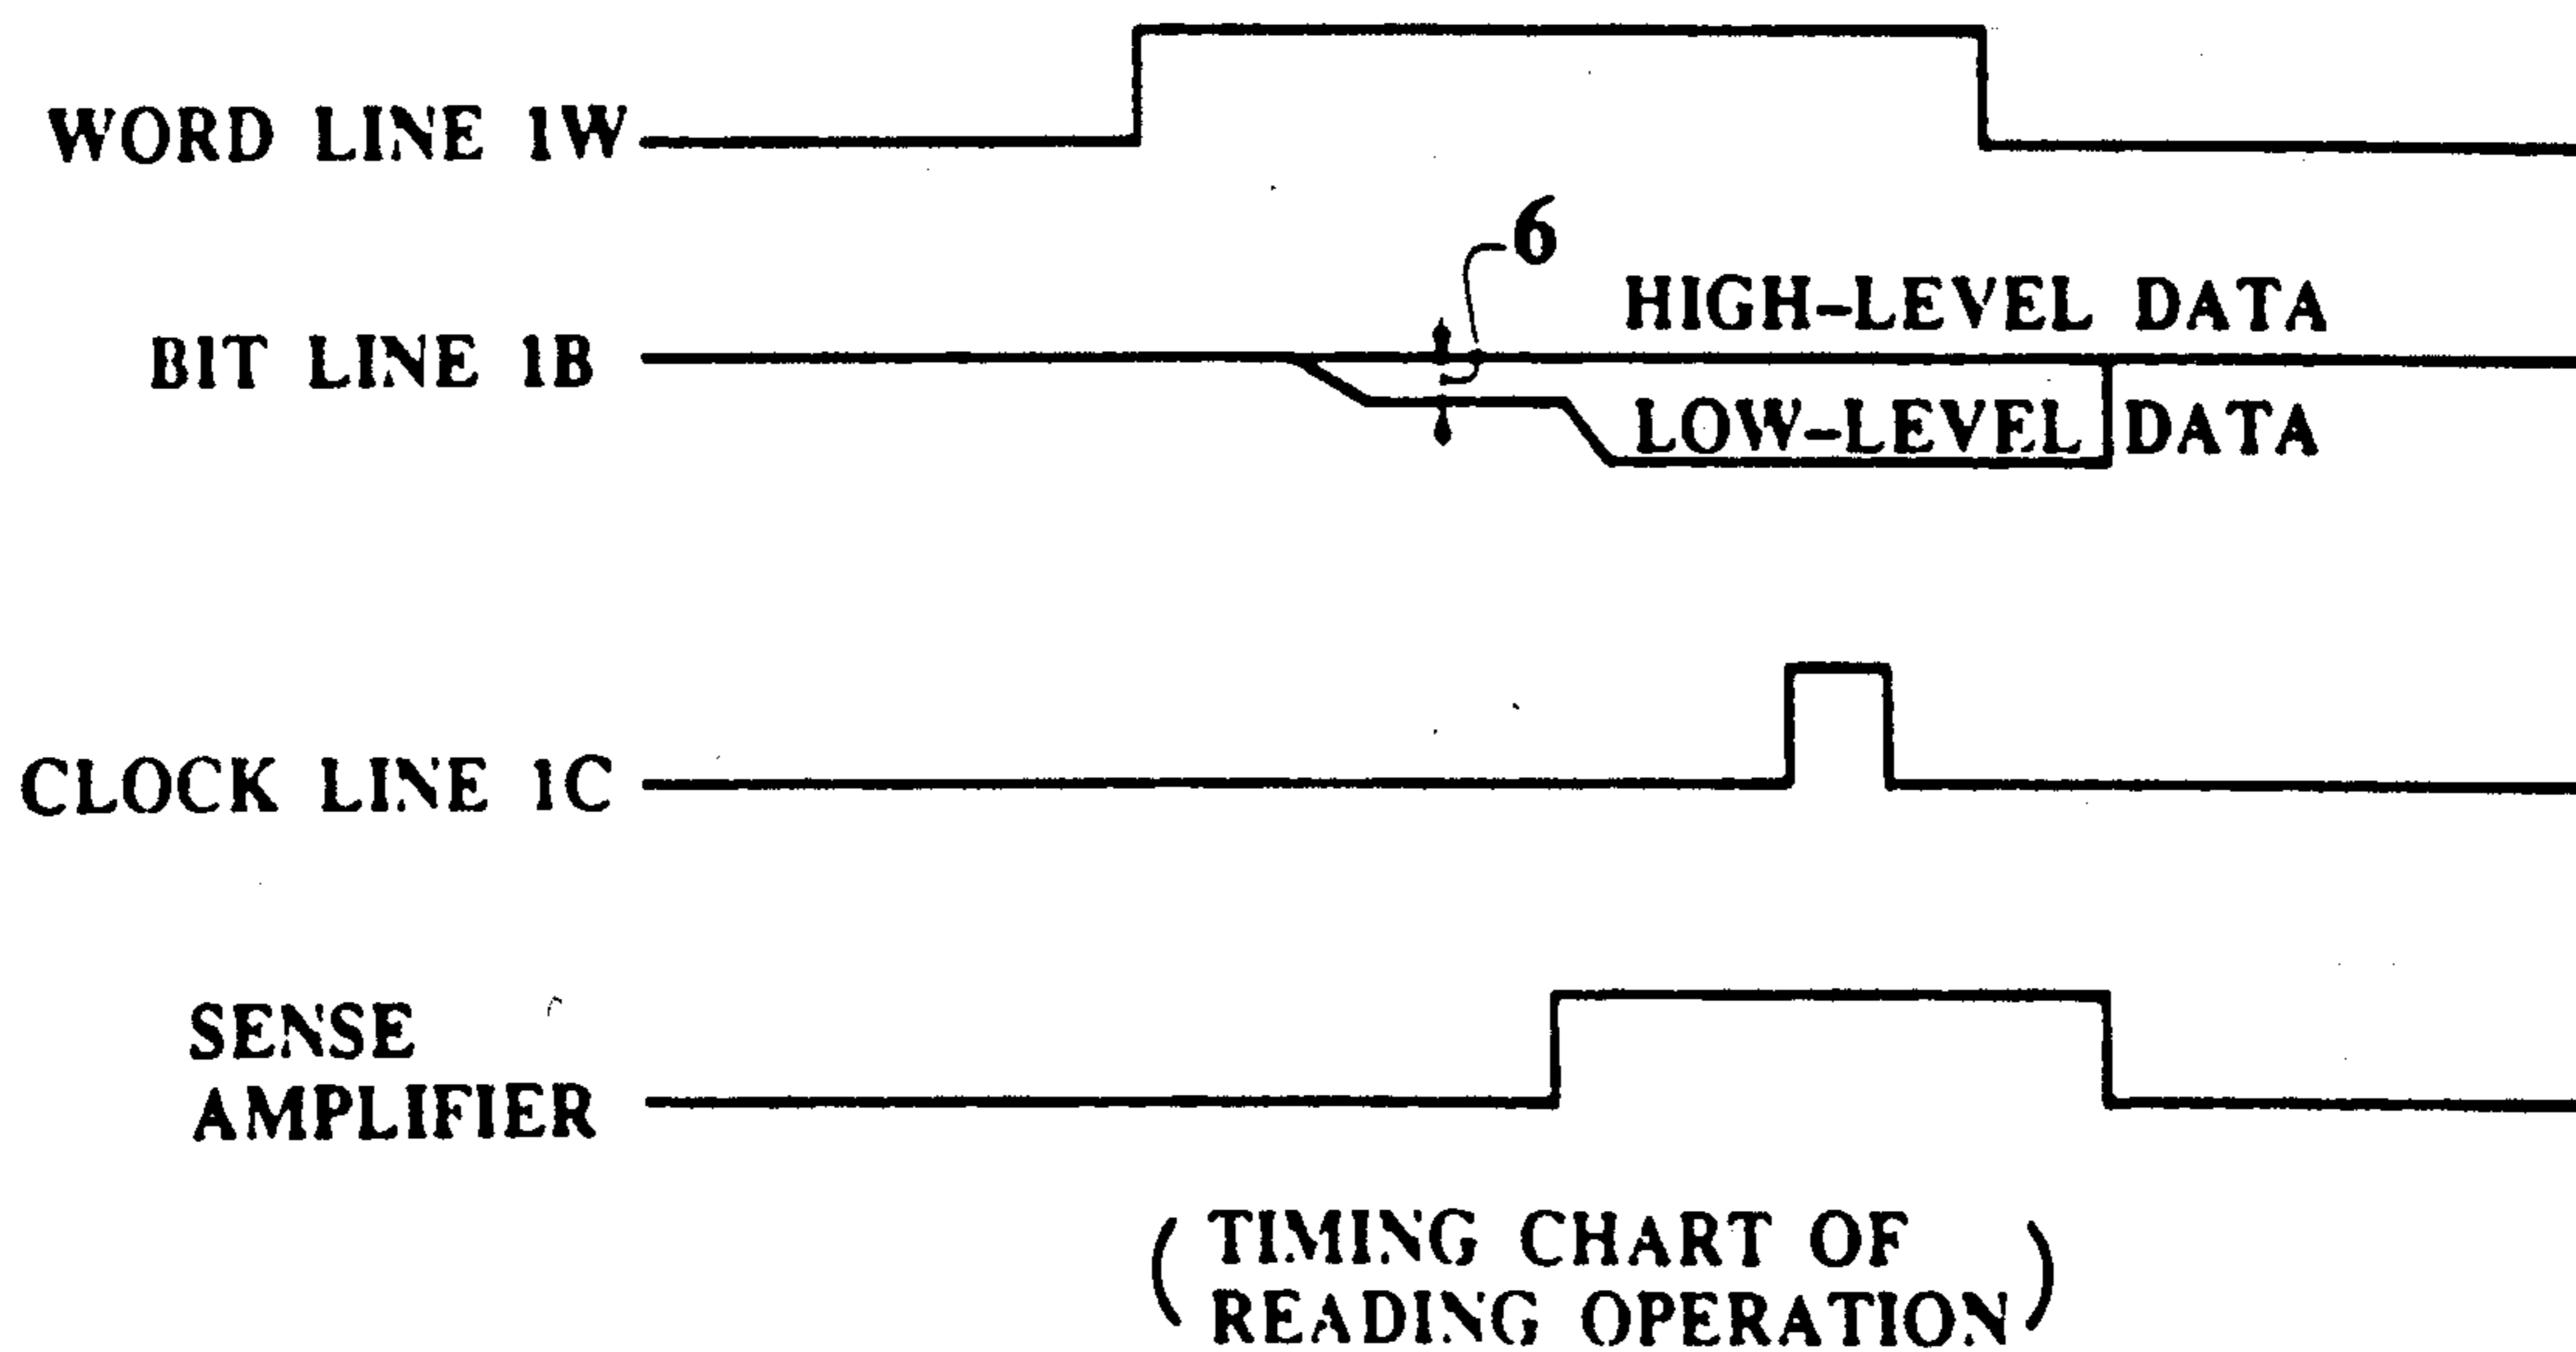 WORD LINE 1W
6
HIGH-LEVEL DATA
BIT LINE 1B
LOW-LEVEL DATA
CLOCK LINE 1C
SENSE
AMPLIFIER
( TIMING CHART OF
READING OPERATION )